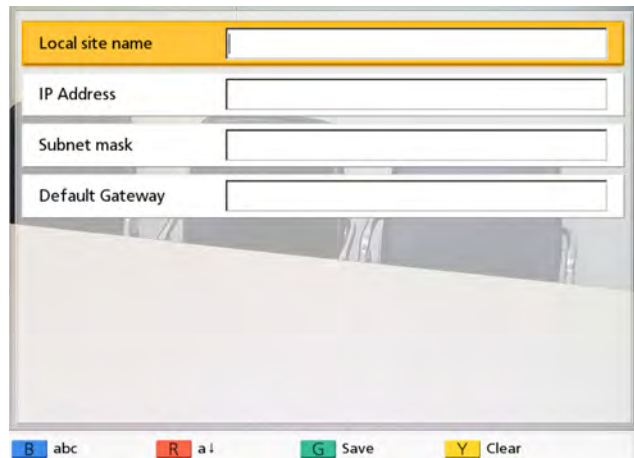 Local site name
IP Address
Subnet mask
Default Gateway
B abc R a↓ G Save Y Clear